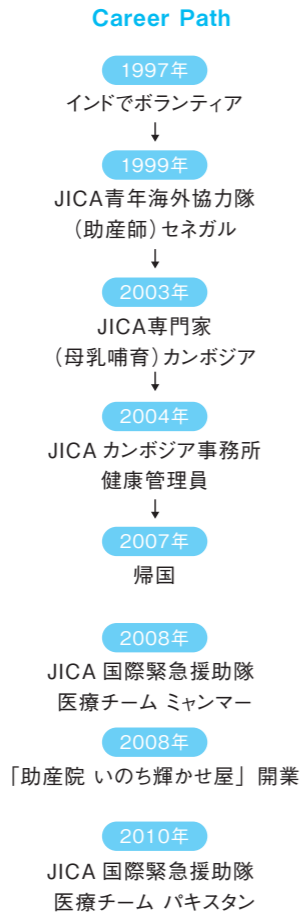 Career Path
1997年
インドでボランティア
↓
1999年
JICA青年海外協力隊
(助産師)セネガル
↓
2003年
JICA専門家
(母乳哺育)カンボジア
↓
2004年
JICA カンボジア事務所
健康管理員
↓
2007年
帰国
2008年
JICA 国際緊急援助隊
医療チーム ミャンマー
2008年
「助産院 いのち輝かせ屋」開業
2010年
JICA 国際緊急援助隊
医療チーム パキスタン